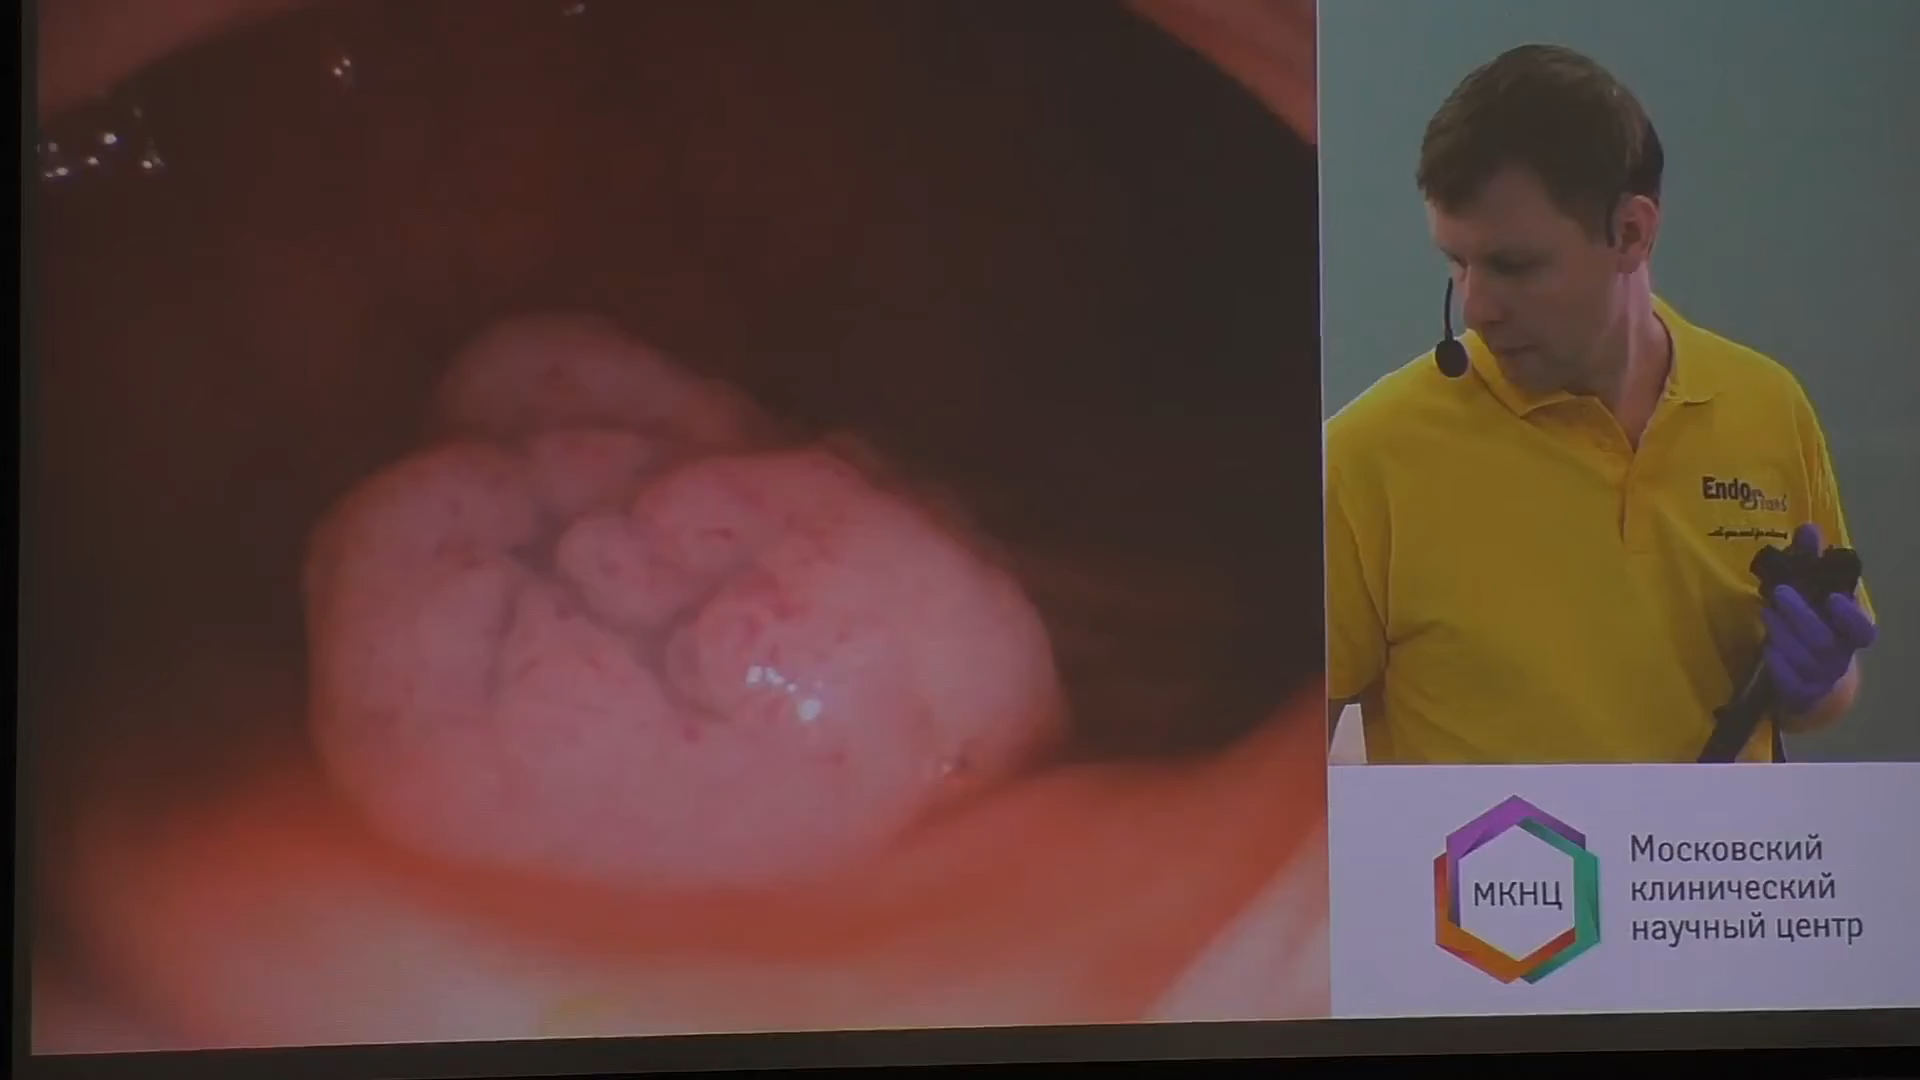 Endo
МКНЦ
Московский
клинический
научный центр